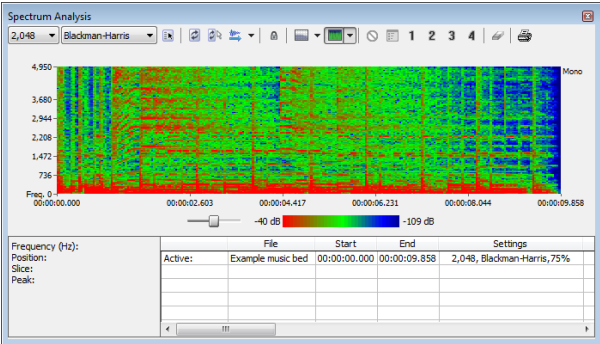 Spectrum Analysis
2,048 Blackman-Harris 1 2 3 4
4,950
Mono
3,680
2,944
2,208
1,472
736
Freq. 0
00:00:00.000 00:00:02.603 00:00:04.417 00:00:06.231 00:00:08.044 00:00:09.858
-40 dB -109 dB
Frequency (Hz):
Position:
Slice:
Peak:
File Start End Settings
Active: Example music bed 00:00:00.000 00:00:09.858 2,048, Blackman-Harris,75%